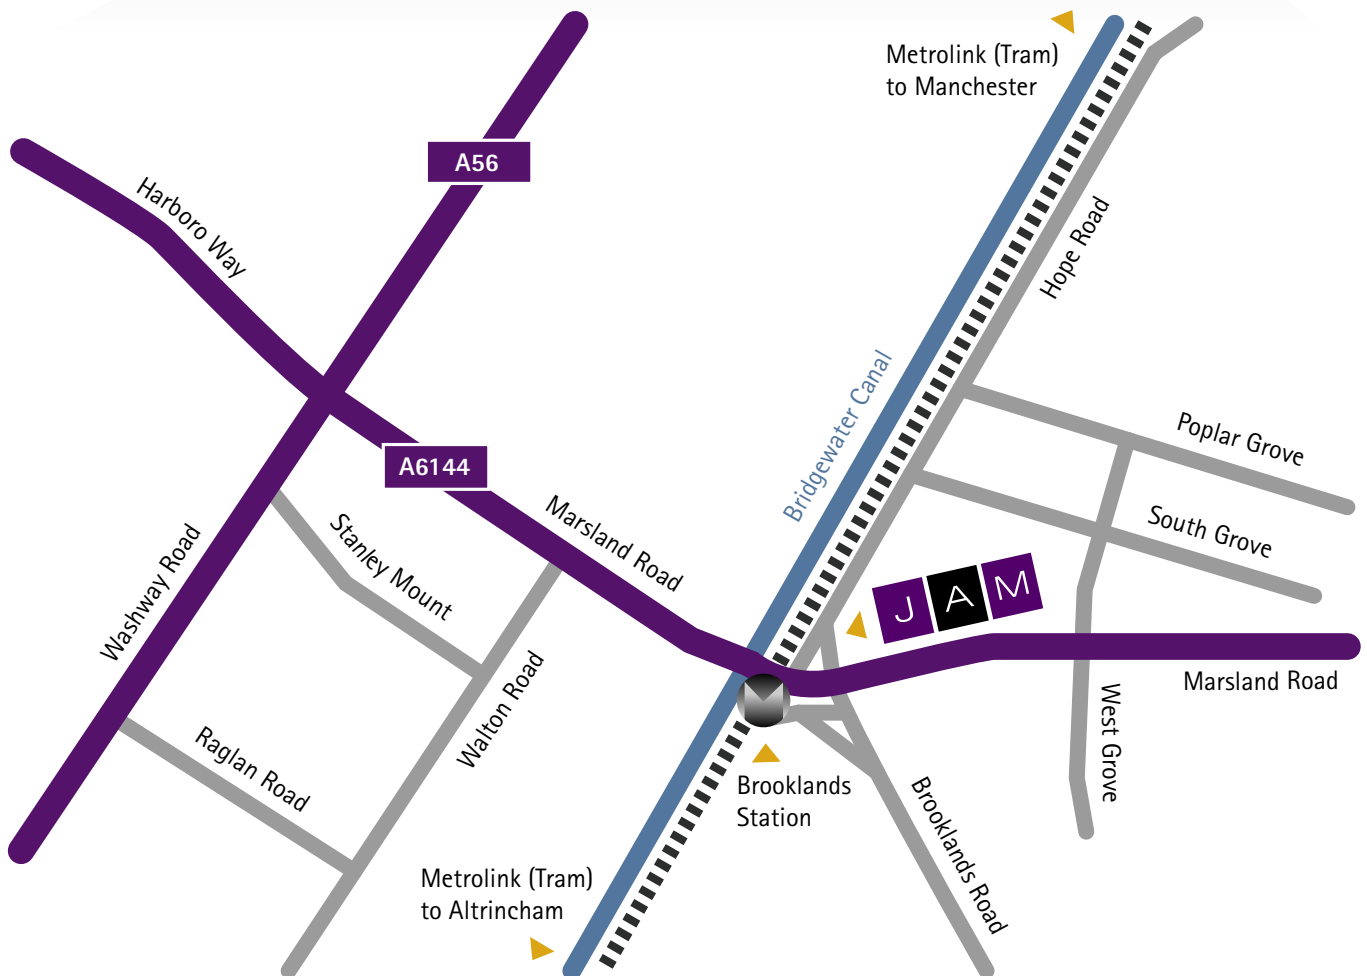 Metrolink (Tram)
to Manchester
A56
Harboro Way
Hope Road
Bridgewater Canal
Poplar Grove
A6144
Marsland Road
South Grove
Stanley Mount
Washway Road
JAM
Marsland Road
Walton Road
West Grove
Raglan Road
Brooklands
Station
Brooklands Road
Metrolink (Tram)
to Altrincham